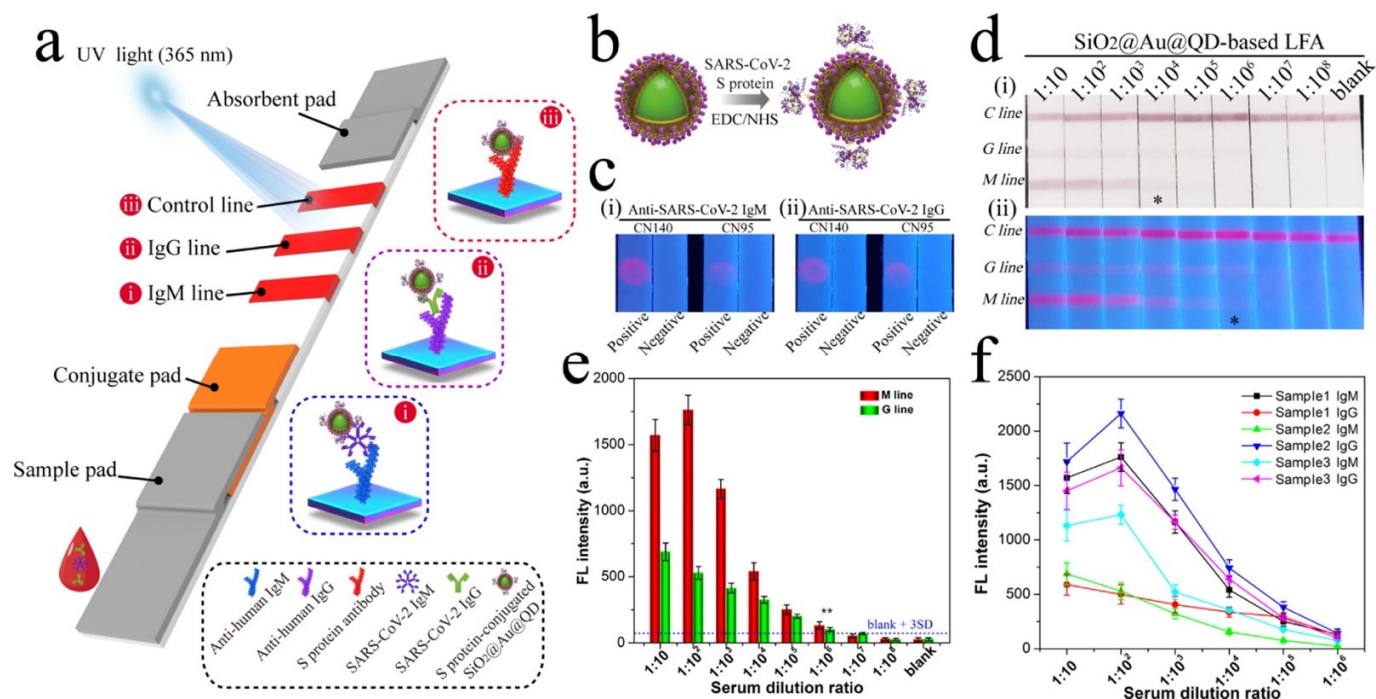 a
UV light (365 nm)
Absorbent pad
iii Control line
ii IgG line
i IgM line
Conjugate pad
Sample pad
iii
ii
i
Anti-human IgM
Anti-human IgG
S protein antibody
SARS-CoV-2 IgM
SARS-CoV-2 IgG
S protein-conjugated
SiO2@Au@QD
b
SARS-CoV-2
S protein
EDC/NHS
c
(i) Anti-SARS-CoV-2 IgM
CN140 CN95
Positive Negative Positive Negative
(ii) Anti-SARS-CoV-2 IgG
CN140 CN95
Positive Negative Positive Negative
d
SiO2@Au@QD-based LFA
1:10 1:10² 1:10³ 1:10⁴ 1:10⁵ 1:10⁶ 1:10⁷ 1:10⁸ blank
(i)
C line
G line
M line
*
(ii)
C line
G line
M line
*
e
2000
1500
1000
500
0
FL intensity (a.u.)
M line
G line
**
blank + 3SD
1:10 1:10² 1:10³ 1:10⁴ 1:10⁵ 1:10⁶ 1:10⁷ 1:10⁸ blank
Serum dilution ratio
f
2500
2000
1500
1000
500
0
FL intensity (a.u.)
Sample1 IgM
Sample1 IgG
Sample2 IgM
Sample2 IgG
Sample3 IgM
Sample3 IgG
1:10 1:10² 1:10³ 1:10⁴ 1:10⁵ 1:10⁶
Serum dilution ratio